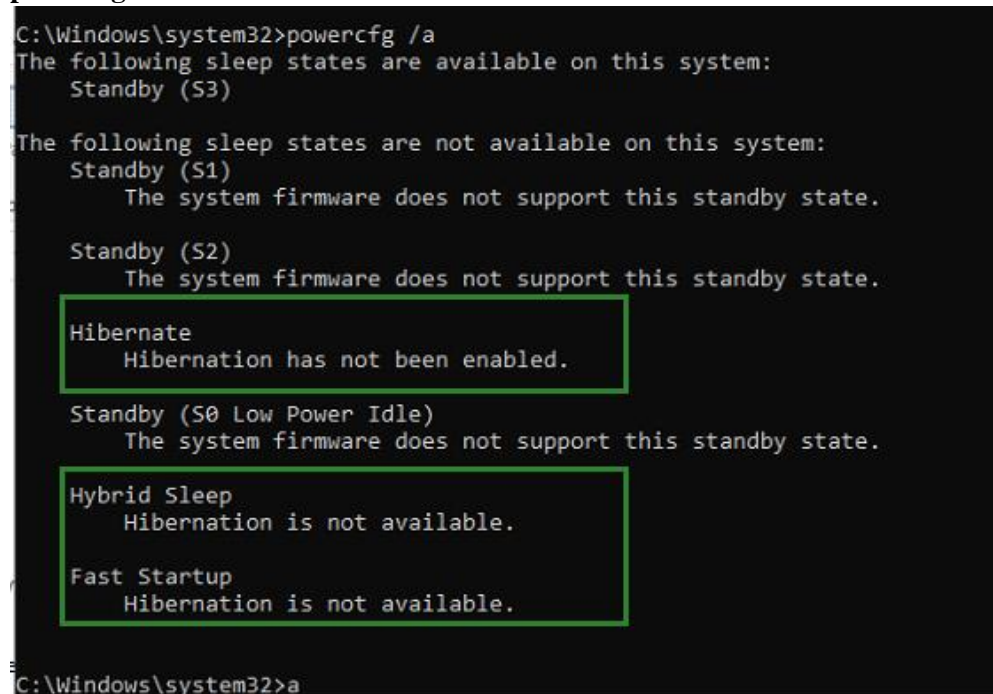 C:\Windows\system32>powercfg /a
The following sleep states are available on this system:
Standby (S3)
The following sleep states are not available on this system:
Standby (S1)
The system firmware does not support this standby state.
Standby (S2)
The system firmware does not support this standby state.
Hibernate
Hibernation has not been enabled.
Standby (S0 Low Power Idle)
The system firmware does not support this standby state.
Hybrid Sleep
Hibernation is not available.
Fast Startup
Hibernation is not available.
C:\Windows\system32>a